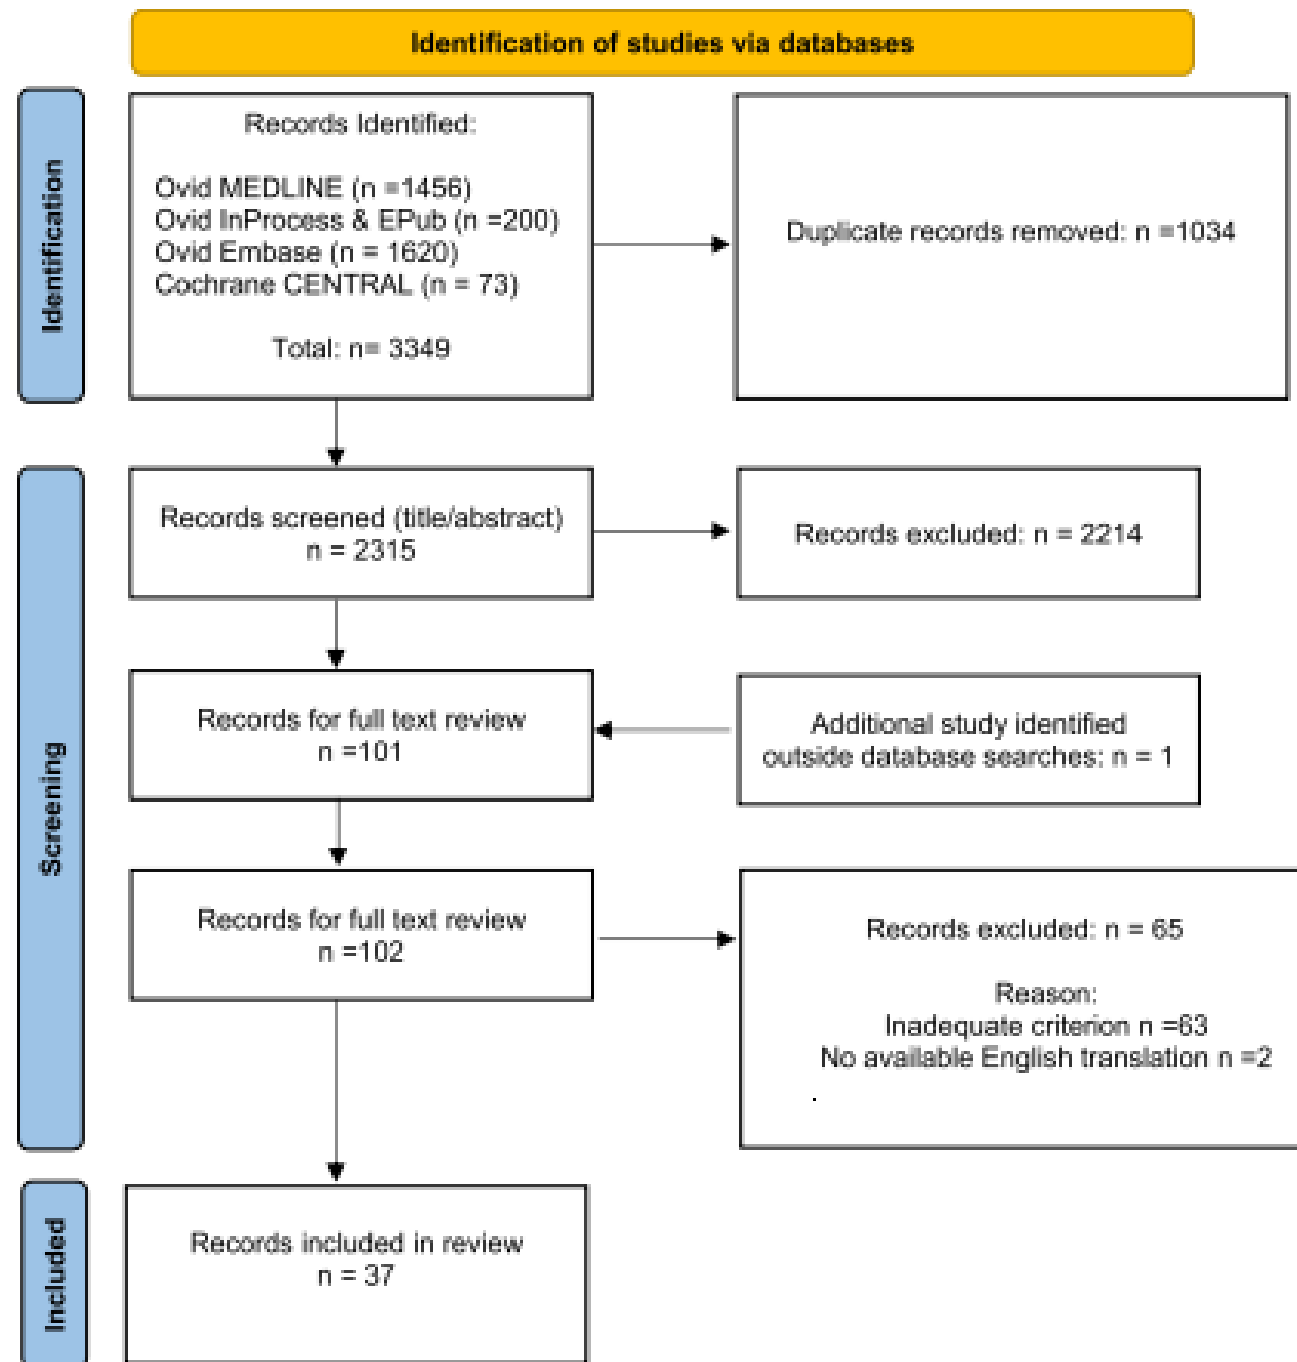 Identification of studies via databases
Identification
Records Identified:
Ovid MEDLINE (n =1456)
Ovid InProcess & EPub (n =200)
Ovid Embase (n = 1620)
Cochrane CENTRAL (n = 73)
Total: n= 3349
Duplicate records removed: n =1034
Screening
Records screened (title/abstract)
n = 2315
Records excluded: n = 2214
Records for full text review
n =101
Additional study identified
outside database searches: n = 1
Records for full text review
n =102
Records excluded: n = 65
Reason:
Inadequate criterion n =63
No available English translation n =2
.
Included
Records included in review
n = 37